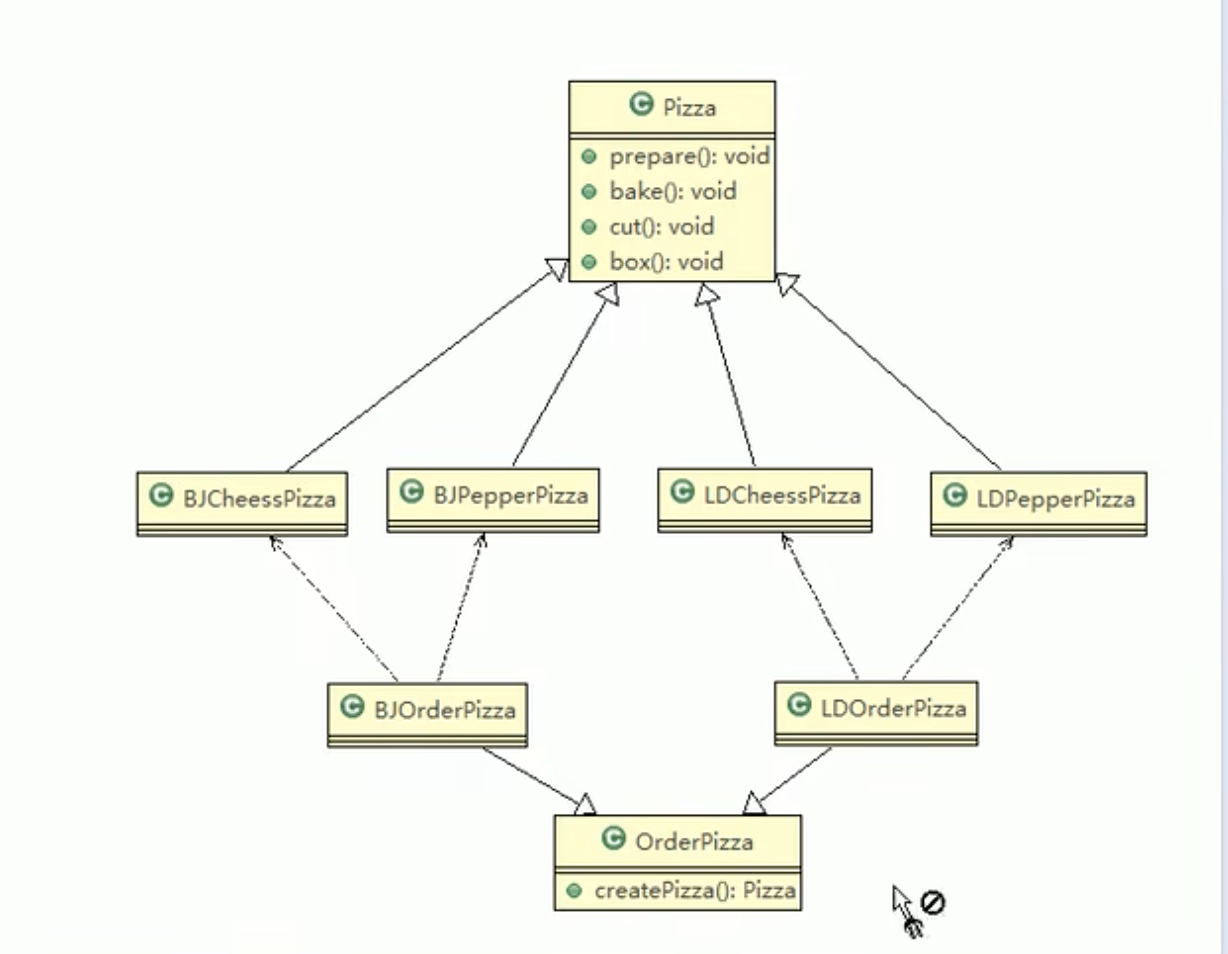 Pizza
prepare(): void
bake(): void
cut(): void
box(): void
BJCheessPizza
BJPepperPizza
LDCheessPizza
LDPepperPizza
BJOrderPizza
LDOrderPizza
OrderPizza
createPizza(): Pizza